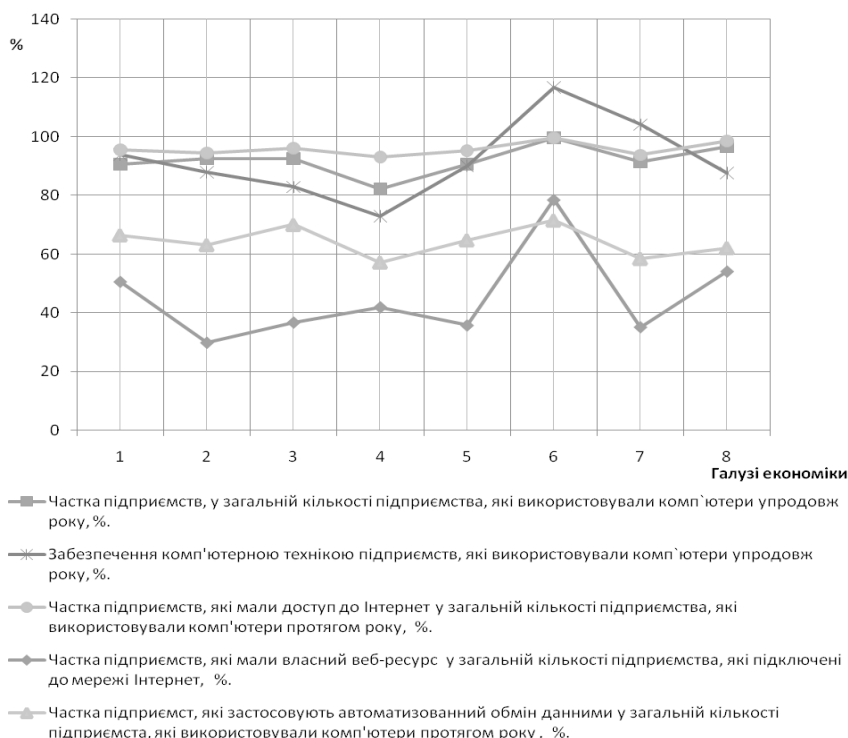 140
%
120
100
80
60
40
20
0
1 2 3 4 5 6 7 8
Галузі економіки
Частка підприємств, у загальній кількості підприємства, які використовували комп`ютери упродовж
року, %.
Забезпечення комп'ютерною технікою підприємств, які використовували комп`ютери упродовж
року, %.
Частка підприємств, які мали доступ до Інтернет у загальній кількості підприємства, які
використовували комп'ютери протягом року, %.
Частка підприємств, які мали власний веб-ресурс у загальній кількості підприємства, які підключені
до мережі Інтернет, %.
Частка підприємст, які застосовують автоматизованний обмін данними у загальній кількості
підприємста, які використовували комп'ютери протягом року , %.